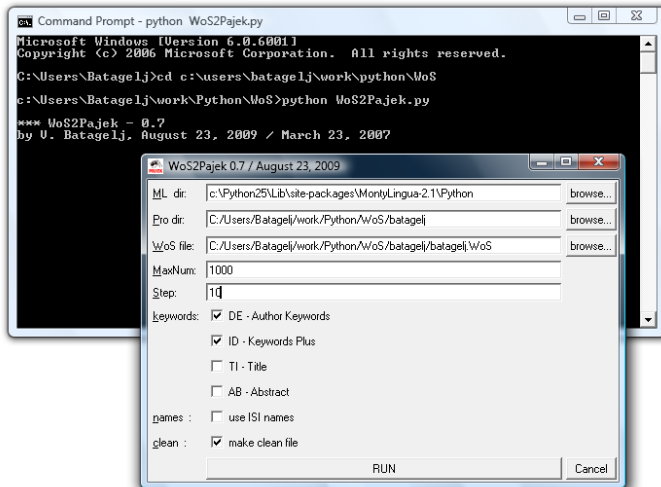 Command Prompt - python WoS2Pajek.py
Microsoft Windows [Version 6.0.6001]
Copyright (c) 2006 Microsoft Corporation. All rights reserved.
C:\Users\Batagelj>cd c:\users\batagelj\work\python\WoS
c:\Users\Batagelj\work\Python\WoS>python WoS2Pajek.py
*** WoS2Pajek - 0.7
by V. Batagelj, August 23, 2009 / March 23, 2007
WoS2Pajek 0.7 / August 23, 2009
ML dir: c:\Python25\Lib\site-packages\MontyLingua-2.1\Python browse...
Pro dir: C:/Users/Batagelj/work/Python/WoS/batagelj browse...
WoS file: C:/Users/Batagelj/work/Python/WoS/batagelj/batagelj.WoS browse...
MaxNum: 1000
Step: 10
keywords: DE - Author Keywords
ID - Keywords Plus
TI - Title
AB - Abstract
names : use ISI names
clean : make clean file
RUN Cancel